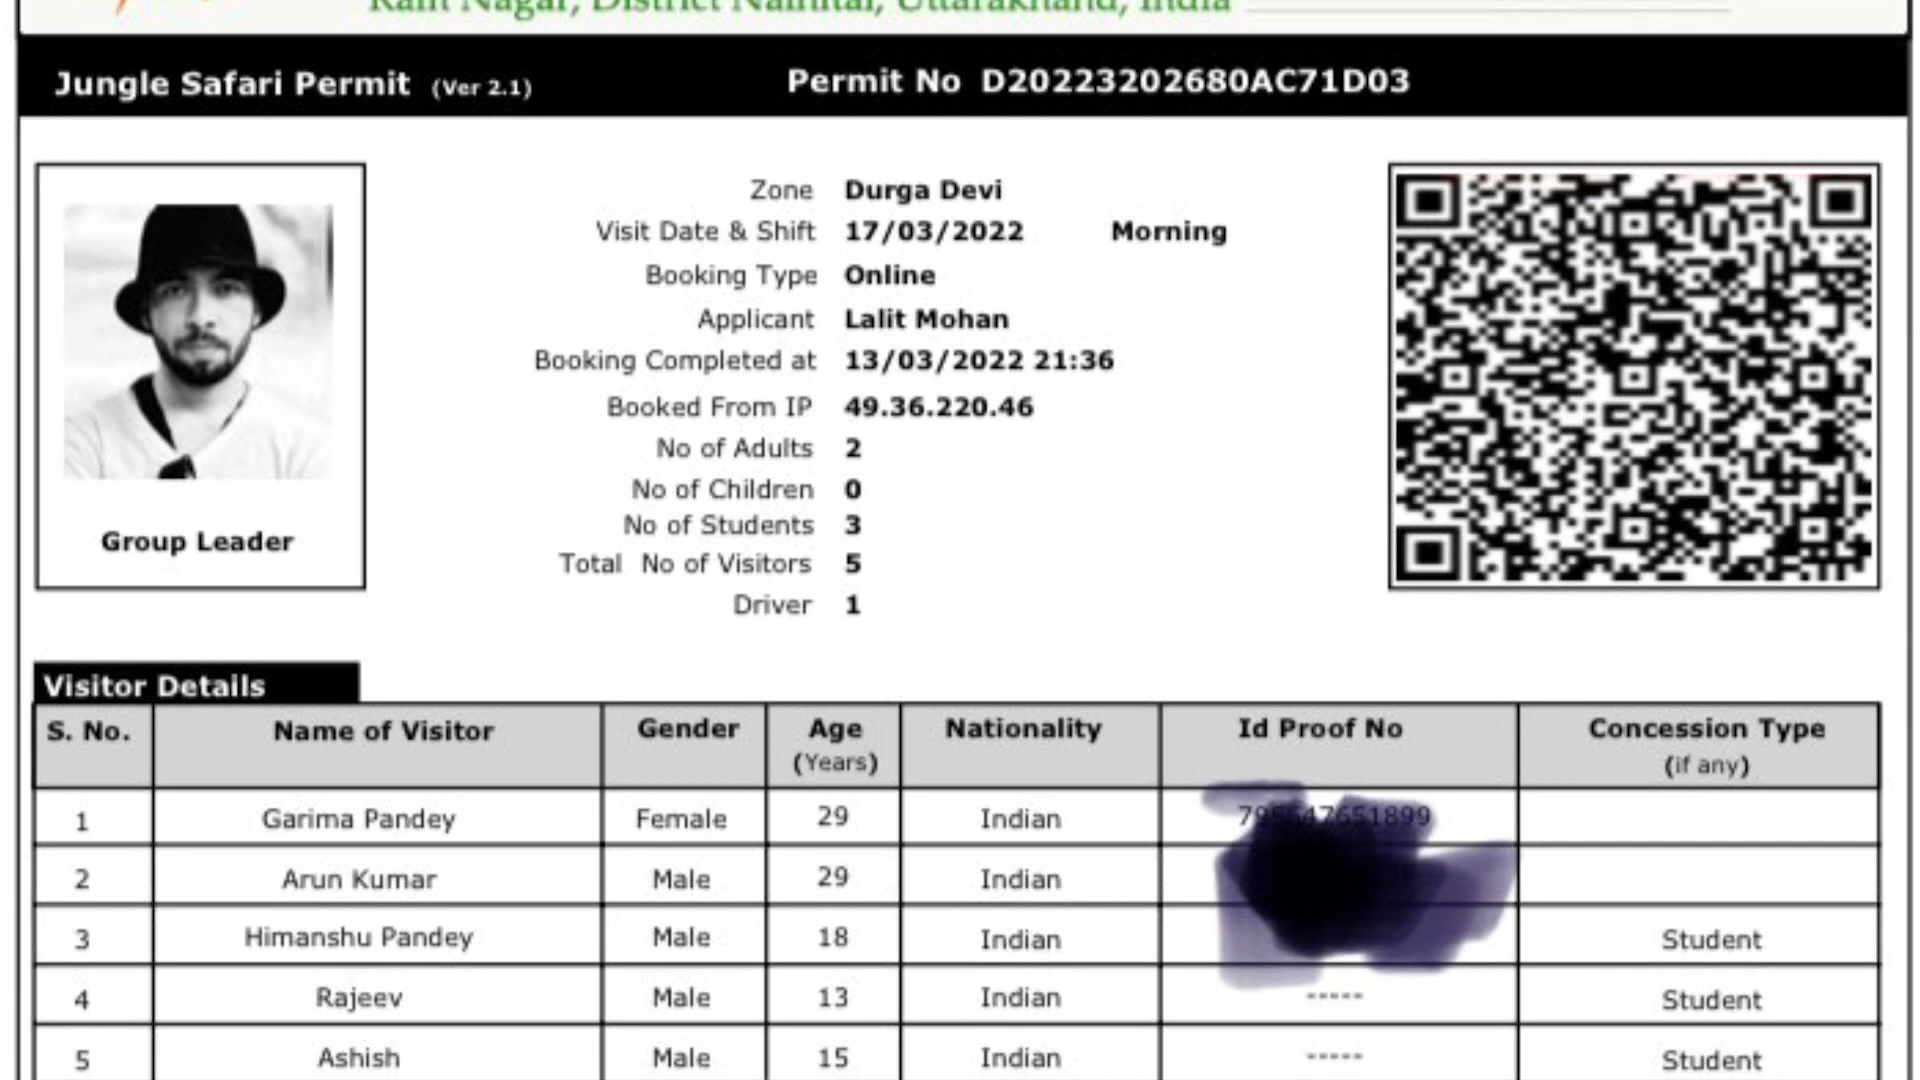 Ram Nagar, District Nainital, Uttarakhand, India
Jungle Safari Permit (Ver 2.1) Permit No D20223202680AC71D03
Zone Durga Devi
Visit Date & Shift 17/03/2022 Morning
Booking Type Online
Applicant Lalit Mohan
Booking Completed at 13/03/2022 21:36
Booked From IP 49.36.220.46
No of Adults 2
No of Children 0
No of Students 3
Total No of Visitors 5
Driver 1
Group Leader
Visitor Details
S. No. Name of Visitor Gender Age (Years) Nationality Id Proof No Concession Type (if any)
1 Garima Pandey Female 29 Indian
2 Arun Kumar Male 29 Indian
3 Himanshu Pandey Male 18 Indian Student
4 Rajeev Male 13 Indian ----- Student
5 Ashish Male 15 Indian ----- Student